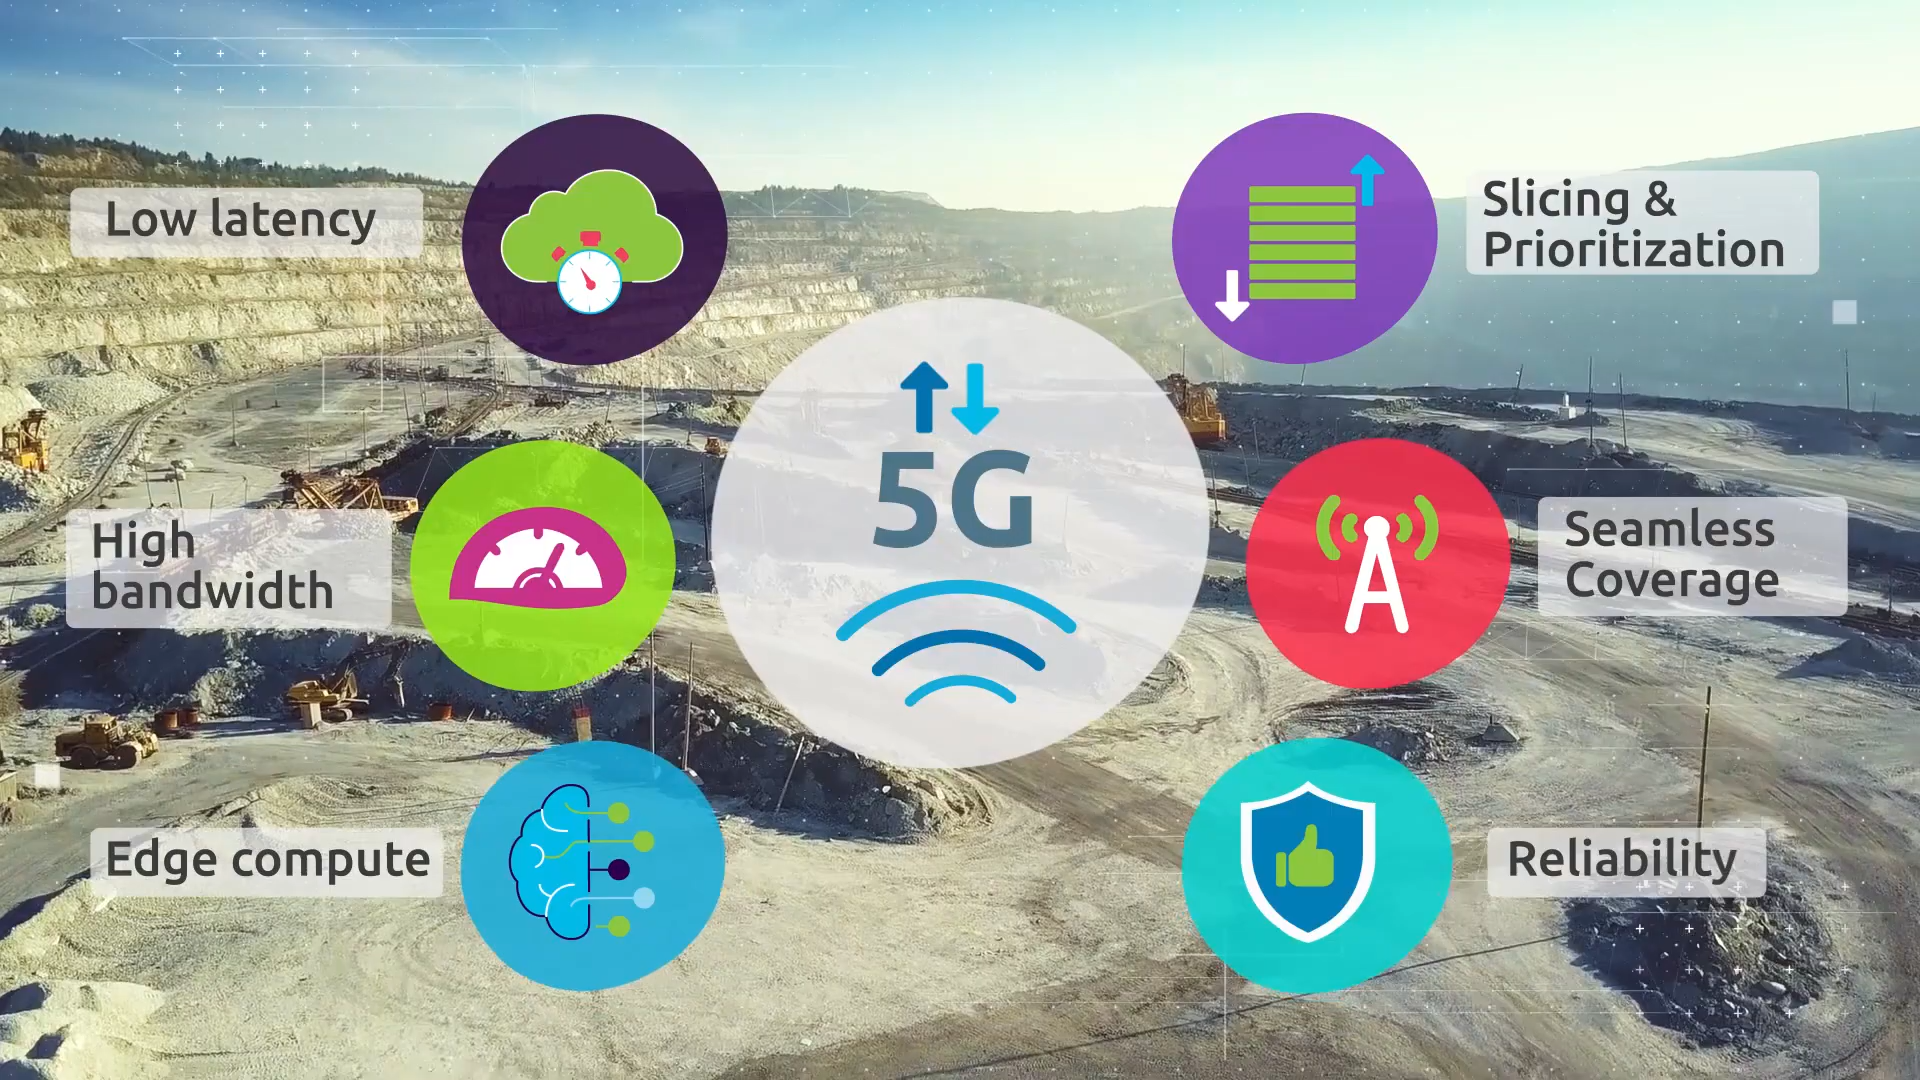 Low latency
High
bandwidth
Edge compute
5G
Slicing &
Prioritization
Seamless
Coverage
Reliability